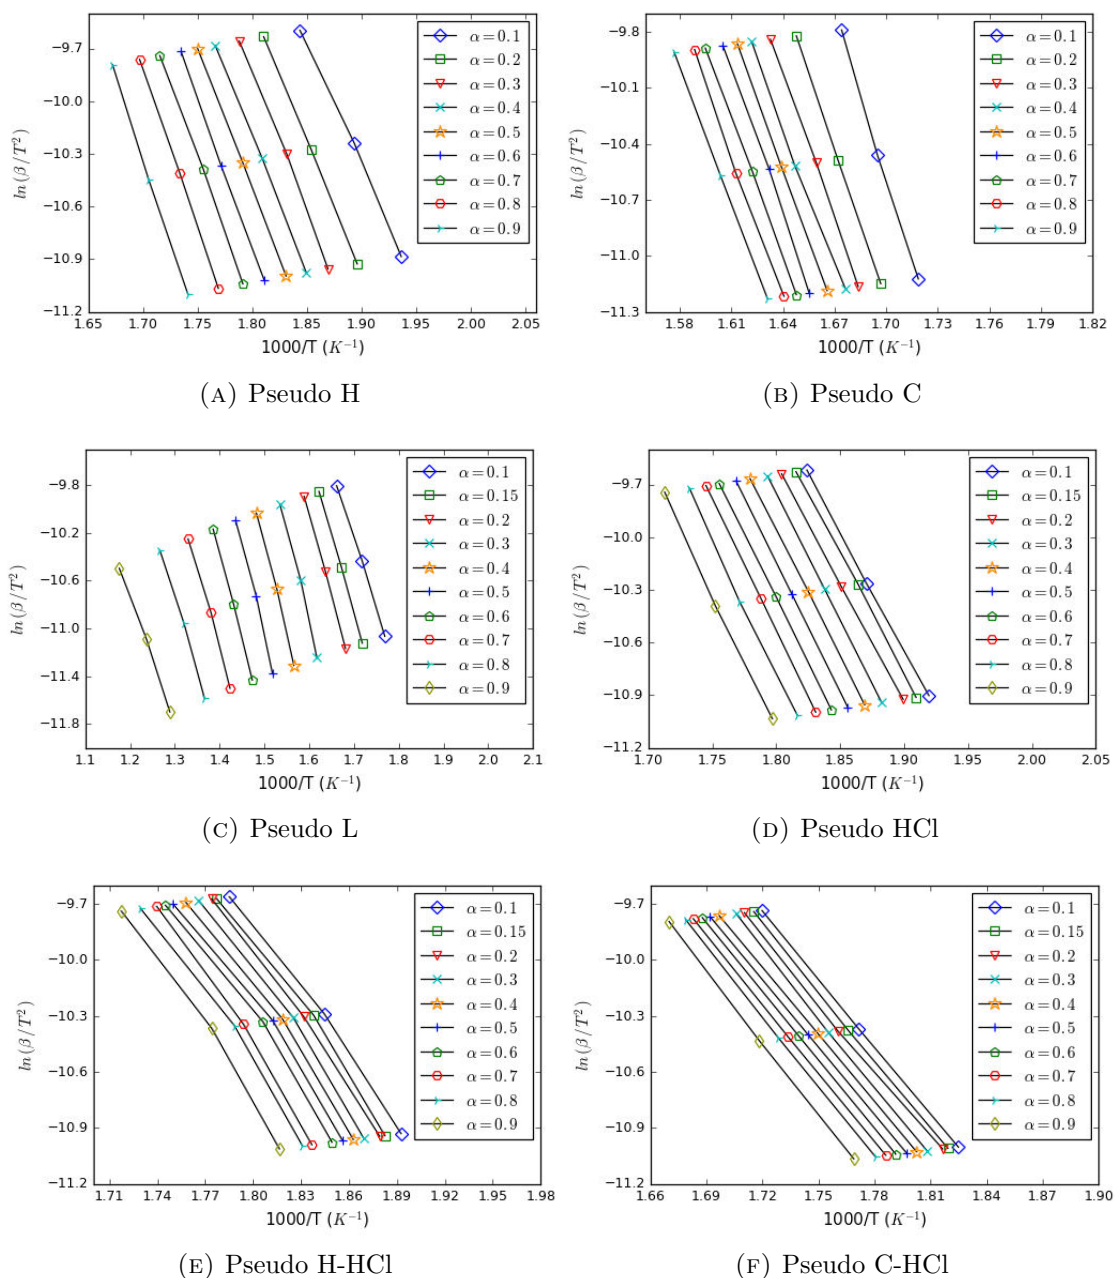 −9.7
−10.0
−10.3
−10.6
−10.9
−11.2
ln(β/T²)
1.65 1.70 1.75 1.80 1.85 1.90 1.95 2.00 2.05
1000/T (K⁻¹)
α=0.1
α=0.2
α=0.3
α=0.4
α=0.5
α=0.6
α=0.7
α=0.8
α=0.9
(A) Pseudo H
−9.8
−10.1
−10.4
−10.7
−11.0
−11.3
ln(β/T²)
1.58 1.61 1.64 1.67 1.70 1.73 1.76 1.79 1.82
1000/T (K⁻¹)
α=0.1
α=0.2
α=0.3
α=0.4
α=0.5
α=0.6
α=0.7
α=0.8
α=0.9
(B) Pseudo C
−9.8
−10.2
−10.6
−11.0
−11.4
−11.8
ln(β/T²)
1.1 1.2 1.3 1.4 1.5 1.6 1.7 1.8 1.9 2.0 2.1
1000/T (K⁻¹)
α=0.1
α=0.15
α=0.2
α=0.3
α=0.4
α=0.5
α=0.6
α=0.7
α=0.8
α=0.9
(C) Pseudo L
−9.7
−10.0
−10.3
−10.6
−10.9
−11.2
ln(β/T²)
1.70 1.75 1.80 1.85 1.90 1.95 2.00 2.05
1000/T (K⁻¹)
α=0.1
α=0.15
α=0.2
α=0.3
α=0.4
α=0.5
α=0.6
α=0.7
α=0.8
α=0.9
(D) Pseudo HCl
−9.7
−10.0
−10.3
−10.6
−10.9
−11.2
ln(β/T²)
1.71 1.74 1.77 1.80 1.83 1.86 1.89 1.92 1.95 1.98
1000/T (K⁻¹)
α=0.1
α=0.15
α=0.2
α=0.3
α=0.4
α=0.5
α=0.6
α=0.7
α=0.8
α=0.9
(E) Pseudo H-HCl
−9.7
−10.0
−10.3
−10.6
−10.9
−11.2
ln(β/T²)
1.66 1.69 1.72 1.75 1.78 1.81 1.84 1.87 1.90
1000/T (K⁻¹)
α=0.1
α=0.15
α=0.2
α=0.3
α=0.4
α=0.5
α=0.6
α=0.7
α=0.8
α=0.9
(F) Pseudo C-HCl